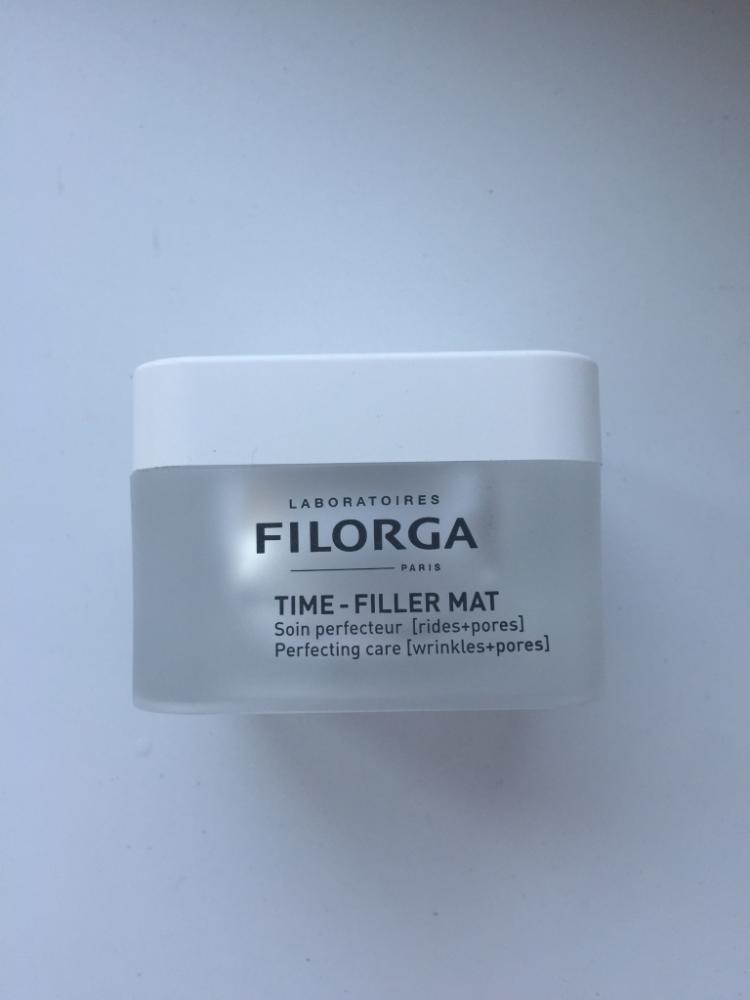 LABORATOIRES
FILORGA
PARIS
TIME-FILLER MAT
Soin perfecteur [rides+pores]
Perfecting care [wrinkles+pores]